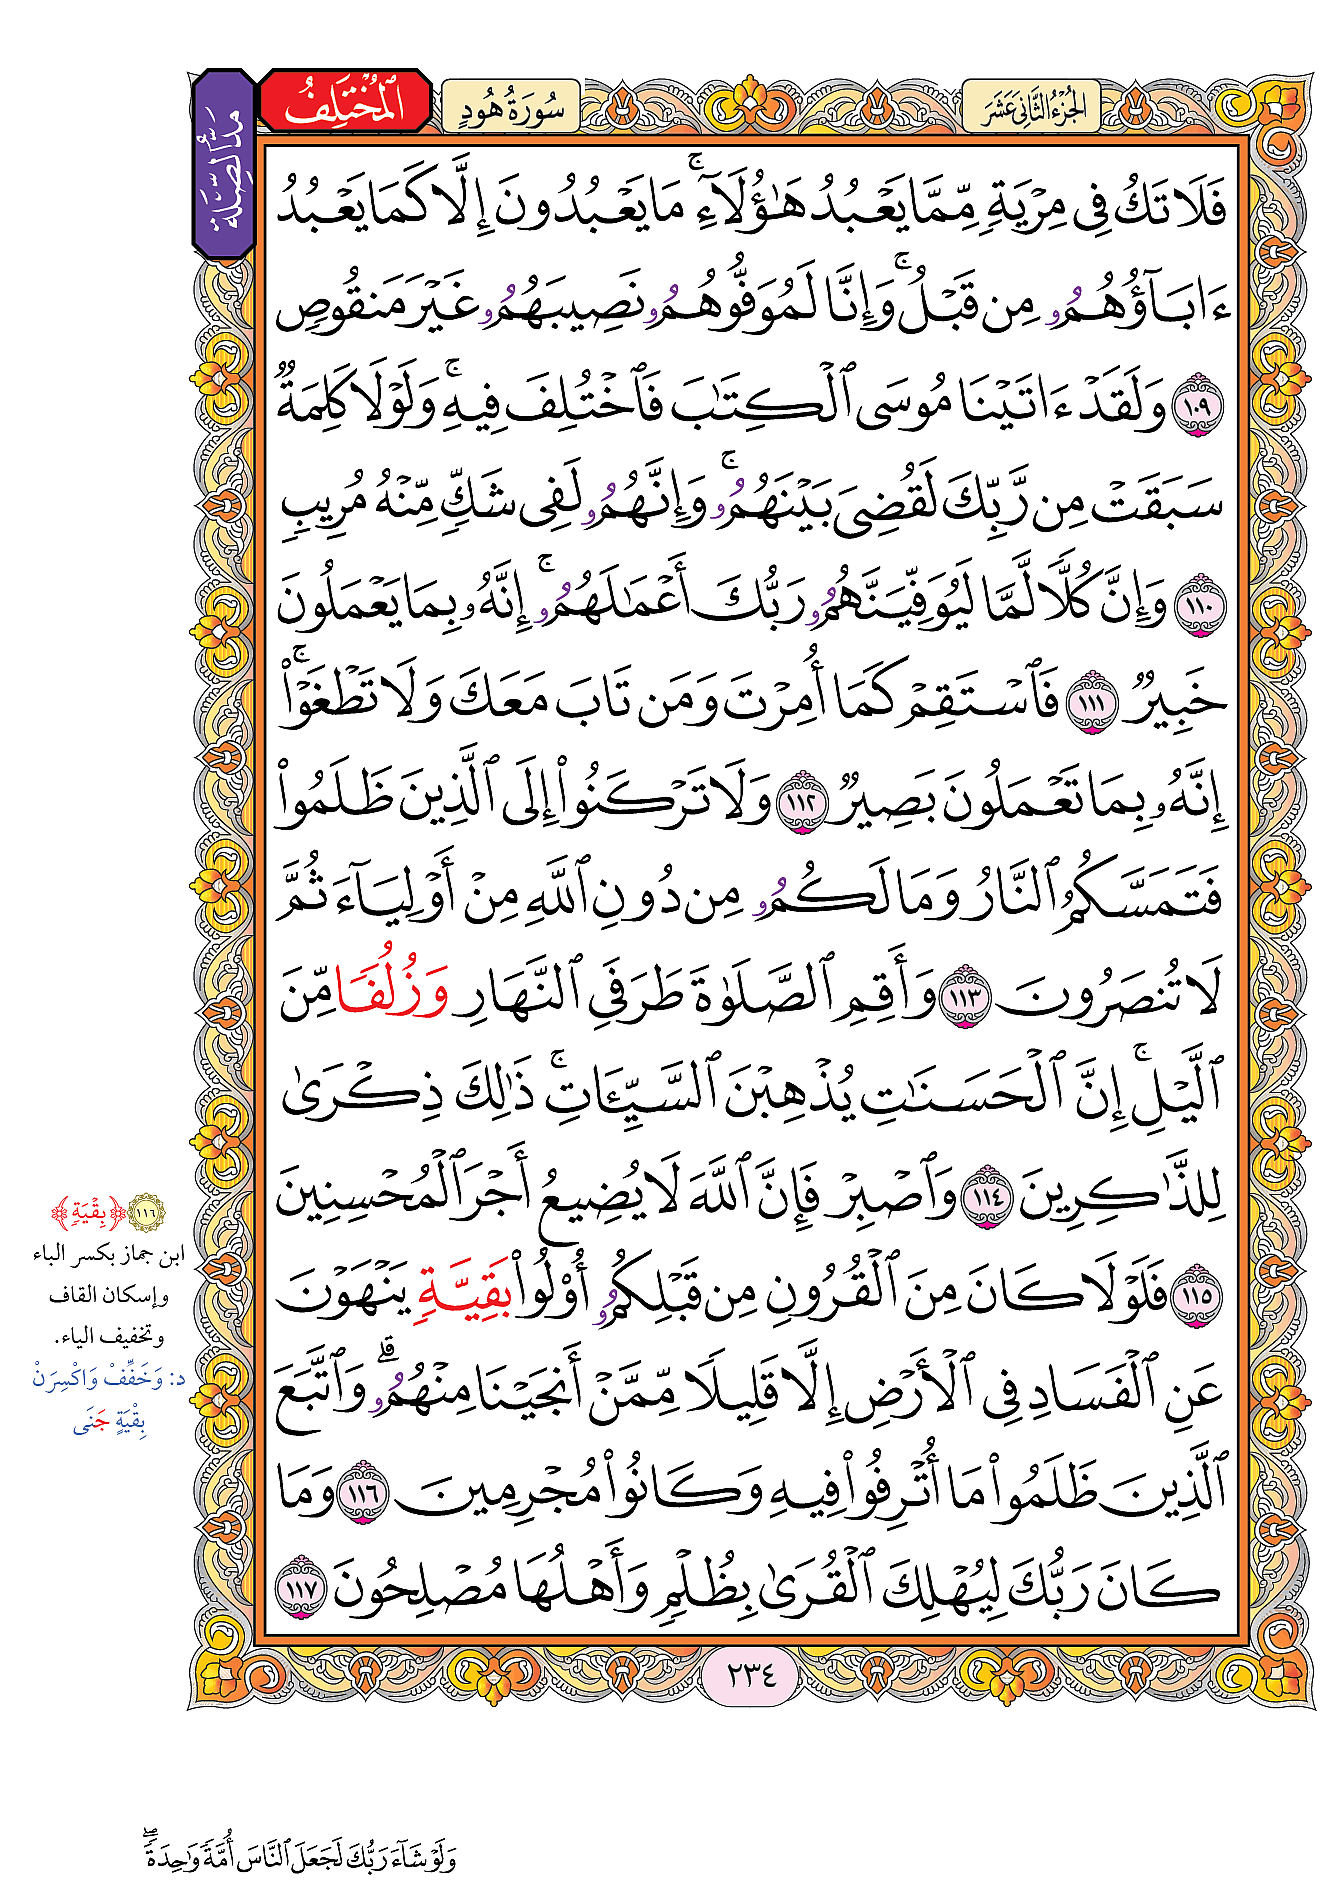 الجُزْءُ الثَّانِي عَشَرَ
سُورَةُ هُودٍ
المُخْتَلِفُ
مَدُّ الصِّلَة
فَلَا تَكُ فِى مِرْيَةٍ مِّمَّا يَعْبُدُ هَٰٓؤُلَآءِ ۚ مَا يَعْبُدُونَ إِلَّا كَمَا يَعْبُدُ
ءَابَآؤُهُمُۥ مِن قَبْلُ ۚ وَإِنَّا لَمُوَفُّوهُمُۥ نَصِيبَهُمُۥ غَيْرَ مَنقُوصٍ
١٠٩ وَلَقَدْ ءَاتَيْنَا مُوسَى ٱلْكِتَٰبَ فَٱخْتُلِفَ فِيهِ ۚ وَلَوْلَا كَلِمَةٌ
سَبَقَتْ مِن رَّبِّكَ لَقُضِىَ بَيْنَهُمُۥ ۚ وَإِنَّهُمُۥ لَفِى شَكٍّ مِّنْهُ مُرِيبٍ
١١٠ وَإِنَّ كُلًّا لَّمَّا لَيُوَفِّيَنَّهُمُۥ رَبُّكَ أَعْمَٰلَهُمُۥ ۚ إِنَّهُۥ بِمَا يَعْمَلُونَ
خَبِيرٌ ١١١ فَٱسْتَقِمْ كَمَا أُمِرْتَ وَمَن تَابَ مَعَكَ وَلَا تَطْغَوْا۟ ۚ
إِنَّهُۥ بِمَا تَعْمَلُونَ بَصِيرٌ ١١٢ وَلَا تَرْكَنُوا۟ إِلَى ٱلَّذِينَ ظَلَمُوا۟
فَتَمَسَّكُمُ ٱلنَّارُ وَمَا لَكُمُۥ مِن دُونِ ٱللَّهِ مِنْ أَوْلِيَآءَ ثُمَّ
لَا تُنصَرُونَ ١١٣ وَأَقِمِ ٱلصَّلَوٰةَ طَرَفَىِ ٱلنَّهَارِ وَزُلُفًا مِّنَ
ٱلَّيْلِ ۚ إِنَّ ٱلْحَسَنَٰتِ يُذْهِبْنَ ٱلسَّيِّـَٔاتِ ۚ ذَٰلِكَ ذِكْرَىٰ
لِلذَّٰكِرِينَ ١١٤ وَٱصْبِرْ فَإِنَّ ٱللَّهَ لَا يُضِيعُ أَجْرَ ٱلْمُحْسِنِينَ
١١٥ فَلَوْلَا كَانَ مِنَ ٱلْقُرُونِ مِن قَبْلِكُمُۥ أُو۟لُوا۟ بَقِيَّةٍ يَنْهَوْنَ
عَنِ ٱلْفَسَادِ فِى ٱلْأَرْضِ إِلَّا قَلِيلًا مِّمَّنْ أَنجَيْنَا مِنْهُمُۥ ۗ وَٱتَّبَعَ
ٱلَّذِينَ ظَلَمُوا۟ مَا أُتْرِفُوا۟ فِيهِ وَكَانُوا۟ مُجْرِمِينَ ١١٦ وَمَا
كَانَ رَبُّكَ لِيُهْلِكَ ٱلْقُرَىٰ بِظُلْمٍ وَأَهْلُهَا مُصْلِحُونَ ١١٧
١١٦ ﴿بِقْيَةٍ﴾
ابن جماز بكسر الباء
وإسكان القاف
وتخفيف الياء.
د: وَخَفِّفْ وَاكْسِرَنْ
بِقْيَةٍ جَنَى
٢٣٤
وَلَوْ شَآءَ رَبُّكَ لَجَعَلَ ٱلنَّاسَ أُمَّةً وَٰحِدَةً ۖ